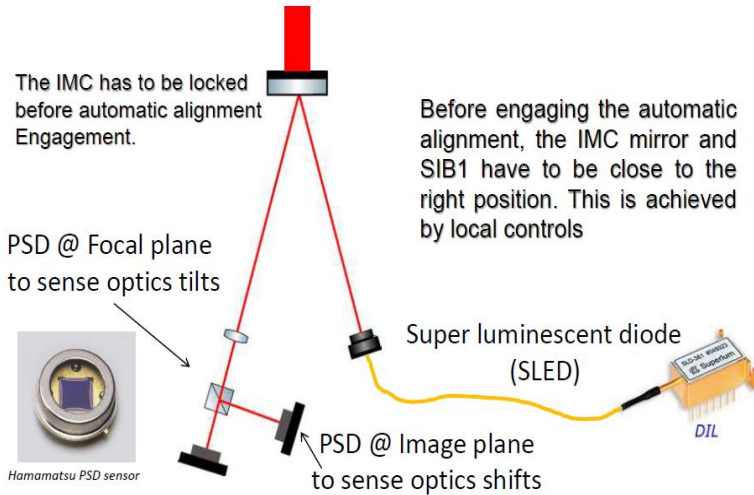 The IMC has to be locked
before automatic alignment
Engagement.
Before engaging the automatic
alignment, the IMC mirror and
SIB1 have to be close to the
right position. This is achieved
by local controls
PSD @ Focal plane
to sense optics tilts
Super luminescent diode
(SLED)
Superlum
DIL
PSD @ Image plane
to sense optics shifts
Hamamatsu PSD sensor